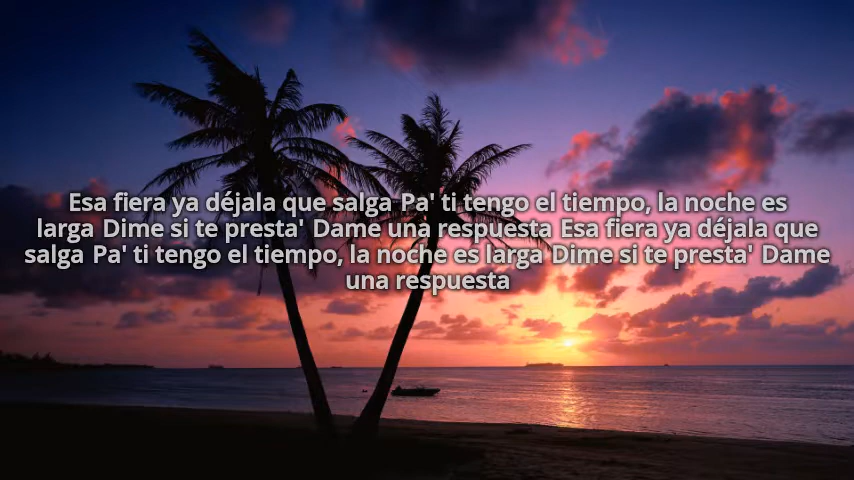 Esa fiera ya déjala que salga Pa' ti tengo el tiempo, la noche es
larga Dime si te presta' Dame una respuesta Esa fiera ya déjala que
salga Pa' ti tengo el tiempo, la noche es larga Dime si te presta' Dame
una respuesta